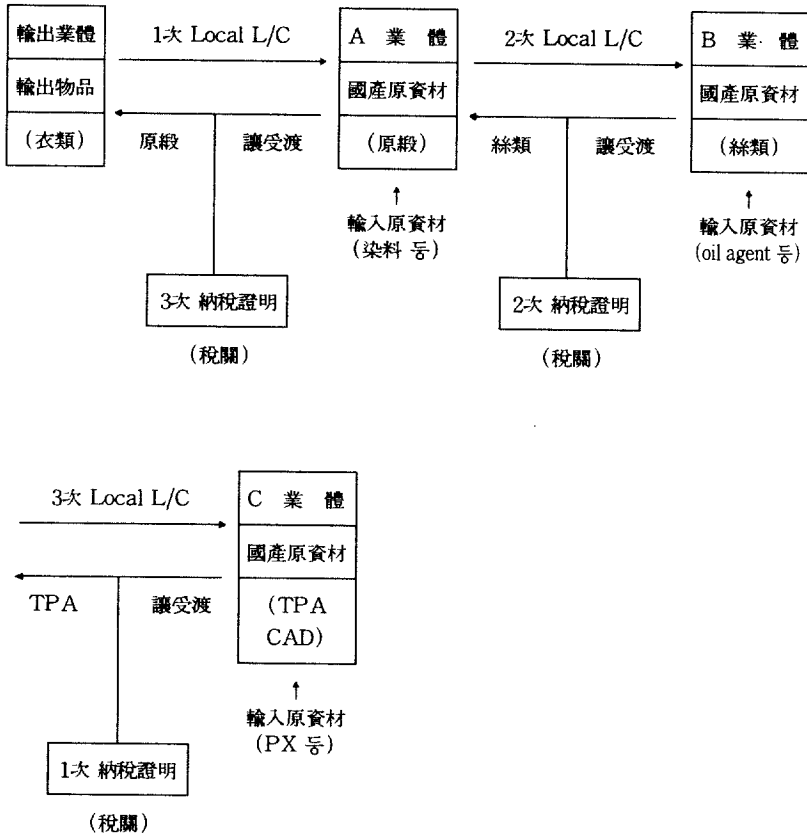 輸出業體 1次 Local L/C A 業 體 2次 Local L/C B 業 體
輸出物品 國產原資材 國產原資材
(衣類) 原緞 讓受渡 (原緞) 絲類 讓受渡 (絲類)
↑ ↑
輸入原資材 輸入原資材
(染料 등) (oil agent 등)
3次 納稅證明 2次 納稅證明
(稅關) (稅關)
3次 Local L/C C 業 體
國產原資材
TPA 讓受渡 (TPA
CAD)
↑
輸入原資材
(PX 등)
1次 納稅證明
(稅關)